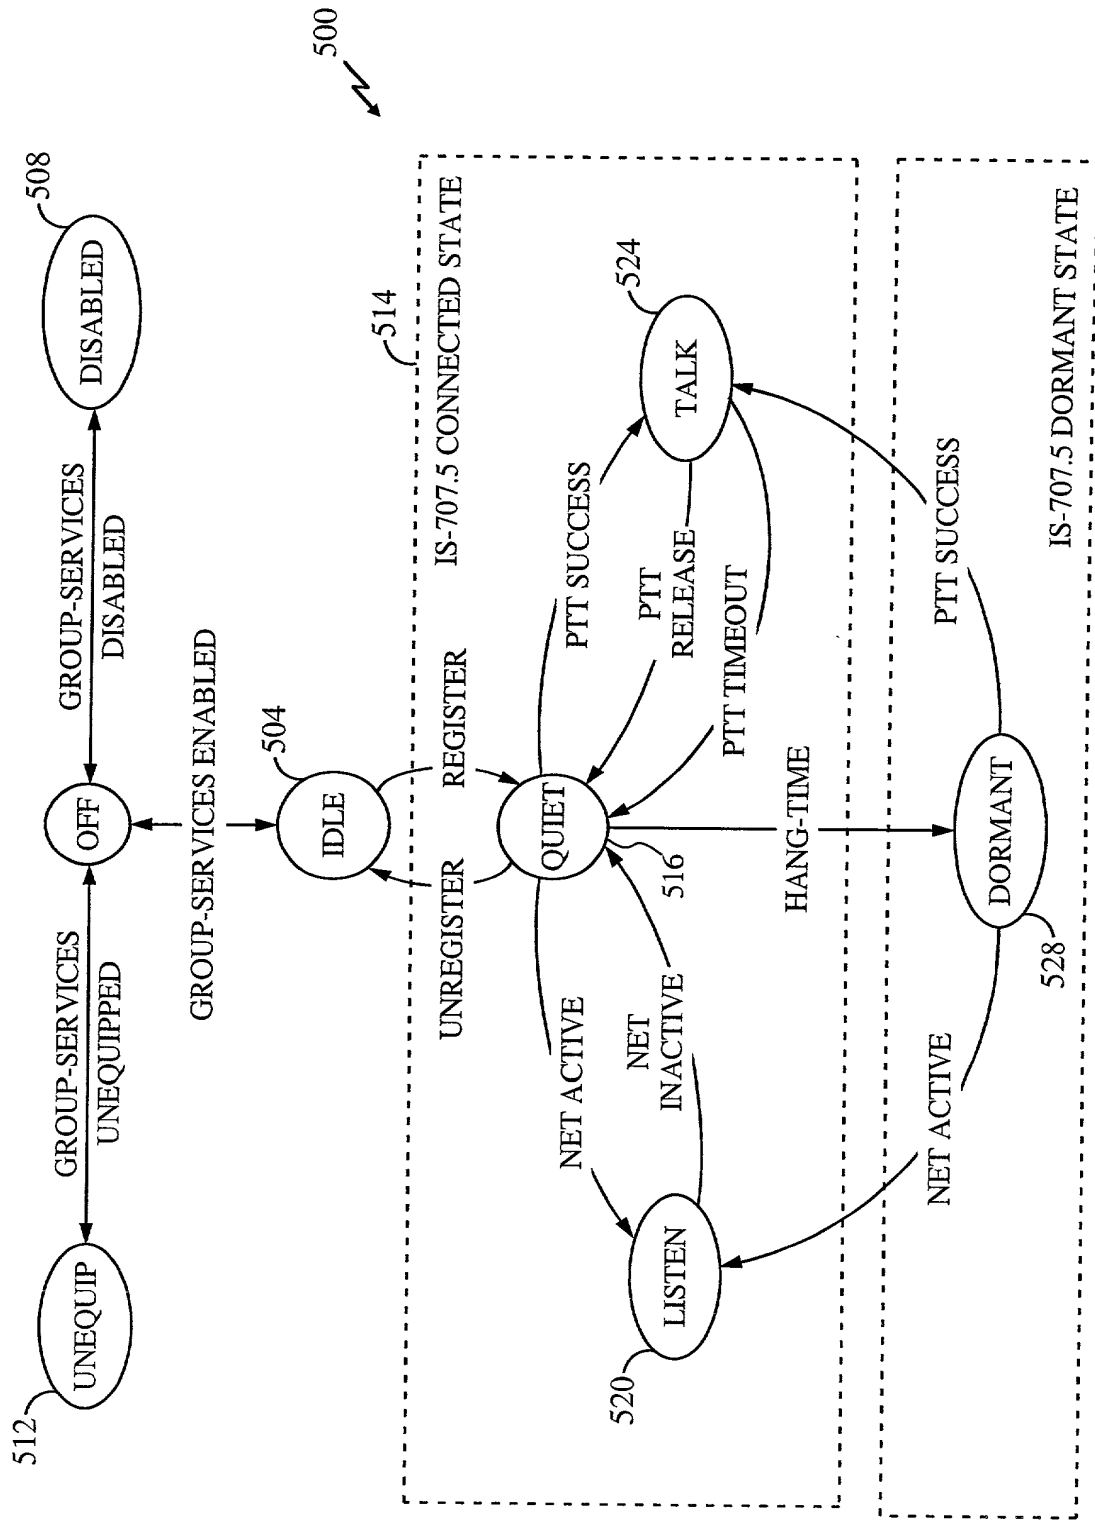 512
UNEQUIP
GROUP-SERVICES
UNEQUIPPED
OFF
GROUP-SERVICES
DISABLED
DISABLED
508
GROUP-SERVICES ENABLED
504
IDLE
500
514
UNREGISTER
REGISTER
IS-707.5 CONNECTED STATE
QUIET
516
NET ACTIVE
PTT SUCCESS
520
LISTEN
NET
INACTIVE
PTT
RELEASE
TALK
524
PTT TIMEOUT
HANG-TIME
NET ACTIVE
PTT SUCCESS
DORMANT
528
IS-707.5 DORMANT STATE